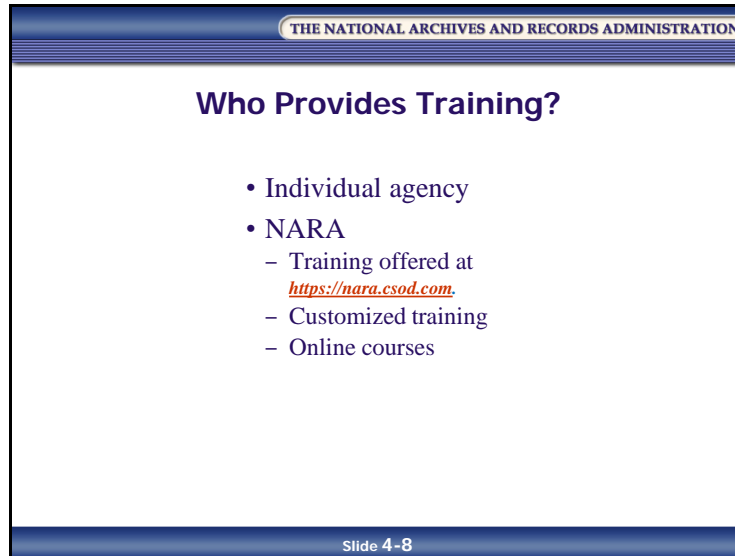 THE NATIONAL ARCHIVES AND RECORDS ADMINISTRATION
Who Provides Training?
• Individual agency
• NARA
– Training offered at
https://nara.csod.com.
– Customized training
– Online courses
Slide 4-8